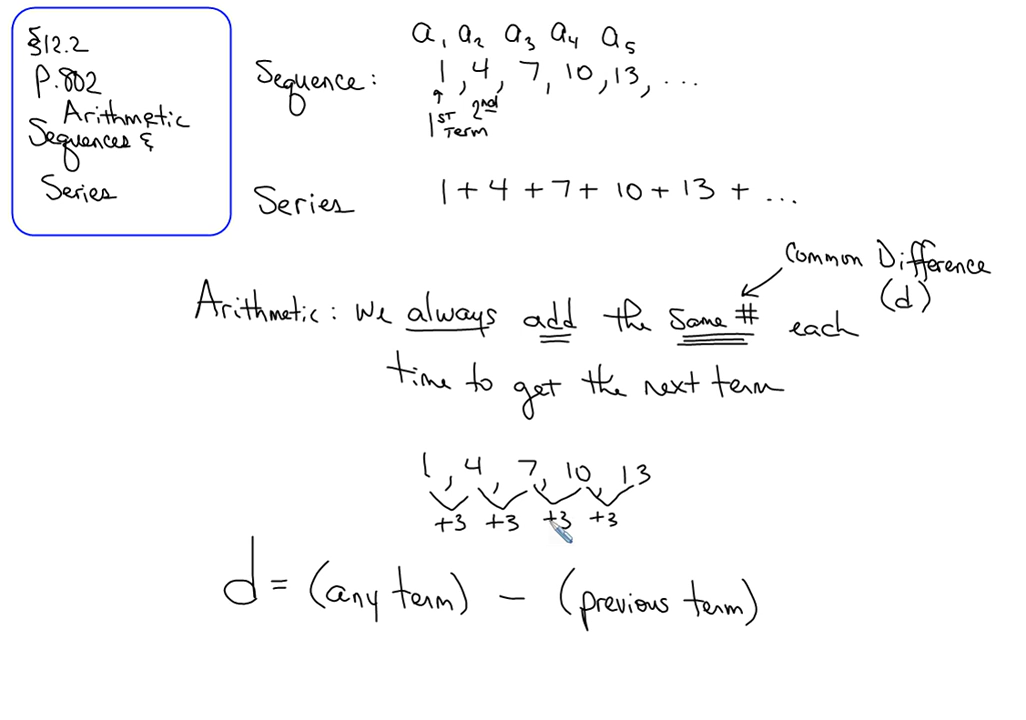 §12.2
P.802
Arithmetic
Sequences &
Series
a₁ a₂ a₃ a₄ a₅
Sequence: 1, 4, 7, 10, 13, ...
↑ 2nd
1ST Term
Series 1 + 4 + 7 + 10 + 13 + ...
Common Difference
(d)
Arithmetic: we always add the same # each
time to get the next term
1, 4, 7, 10, 13
+3 +3 +3 +3
d = (any term) − (previous term)